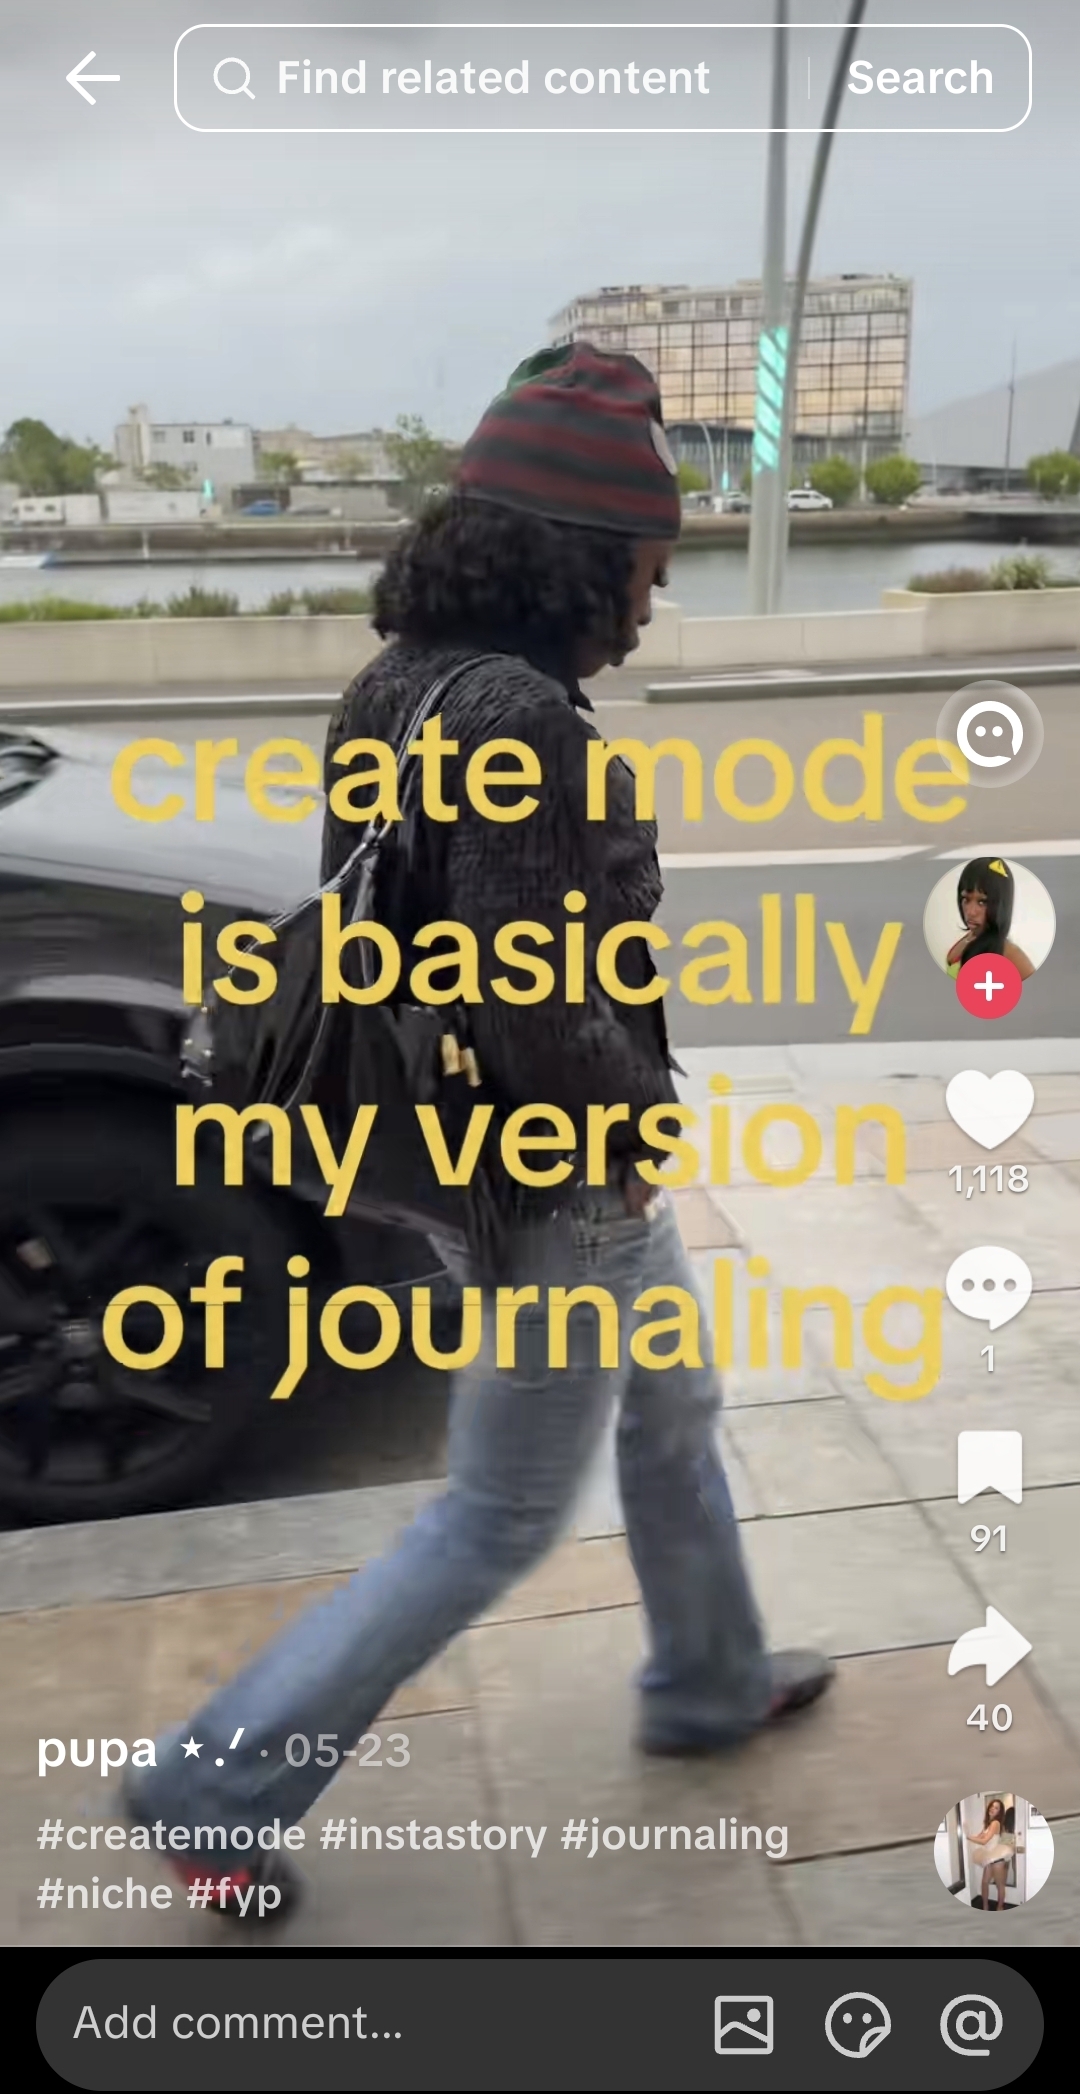 Find related content
Search
create mode
is basically
my version
of journaling
1,118
1
91
40
pupa ⋆.ᐟ · 05-23
#createmode #instastory #journaling
#niche #fyp
Add comment...